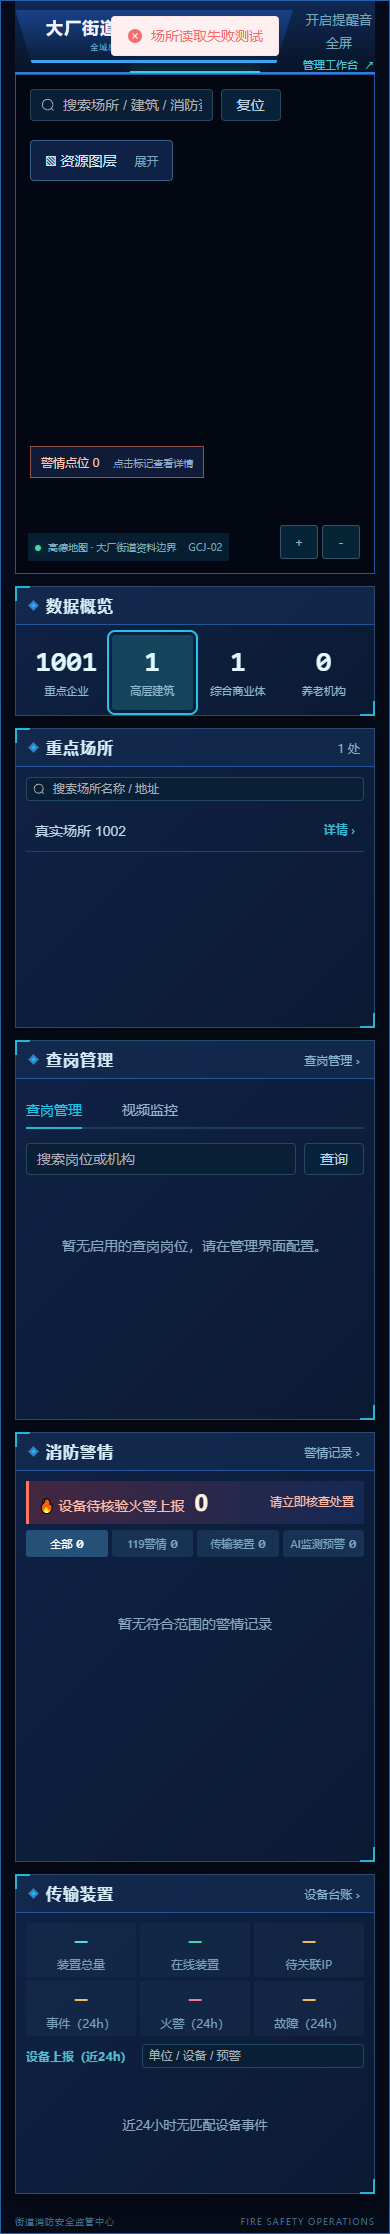 大厂街道
场所读取失败测试
开启提醒音
全屏
管理工作台 ↗
搜索场所 / 建筑 / 消防
复位
资源图层 展开
警情点位 0 点击标记查看详情
高德地图 · 大厂街道资料边界 GCJ-02
+ -
数据概览
1001 1 1 0
重点企业 高层建筑 综合商业体 养老机构
重点场所 1 处
搜索场所名称 / 地址
真实场所 1002 详情 ›
查岗管理 查岗管理 ›
查岗管理 视频监控
搜索岗位或机构 查询
暂无启用的查岗岗位，请在管理界面配置。
消防警情 警情记录 ›
设备待核验火警上报 0 请立即核查处置
全部 0 119警情 0 传输装置 0 AI监测预警 0
暂无符合范围的警情记录
传输装置 设备台账 ›
— — —
装置总量 在线装置 待关联IP
— — —
事件（24h） 火警（24h） 故障（24h）
设备上报（近24h） 单位 / 设备 / 预警
近24小时无匹配设备事件
街道消防安全监管中心 FIRE SAFETY OPERATIONS